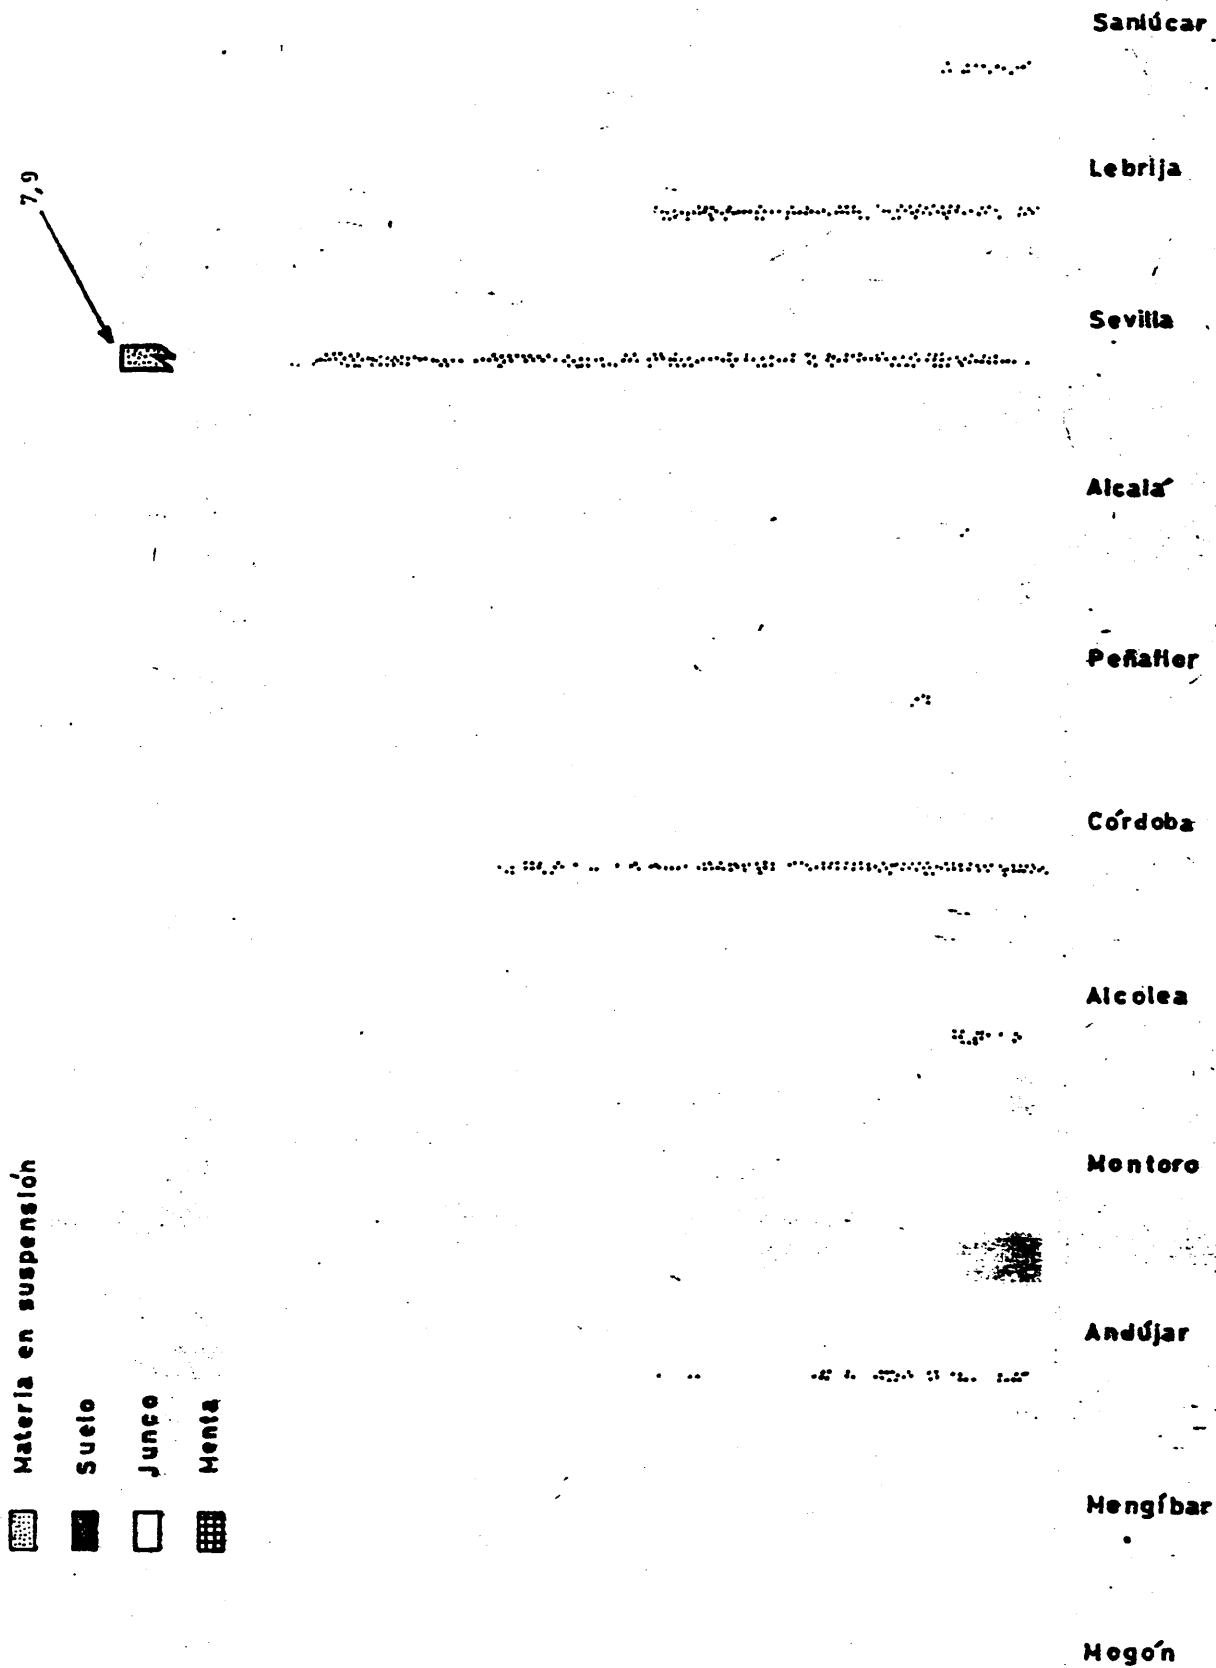 Sanlúcar
Lebrija
7,9
Sevilla
Alcalá
Peñaflor
Córdoba
Alcolea
Montoro
Andújar
Mengíbar
Mogón
Materia en suspensión
Suelo
Junco
Menta